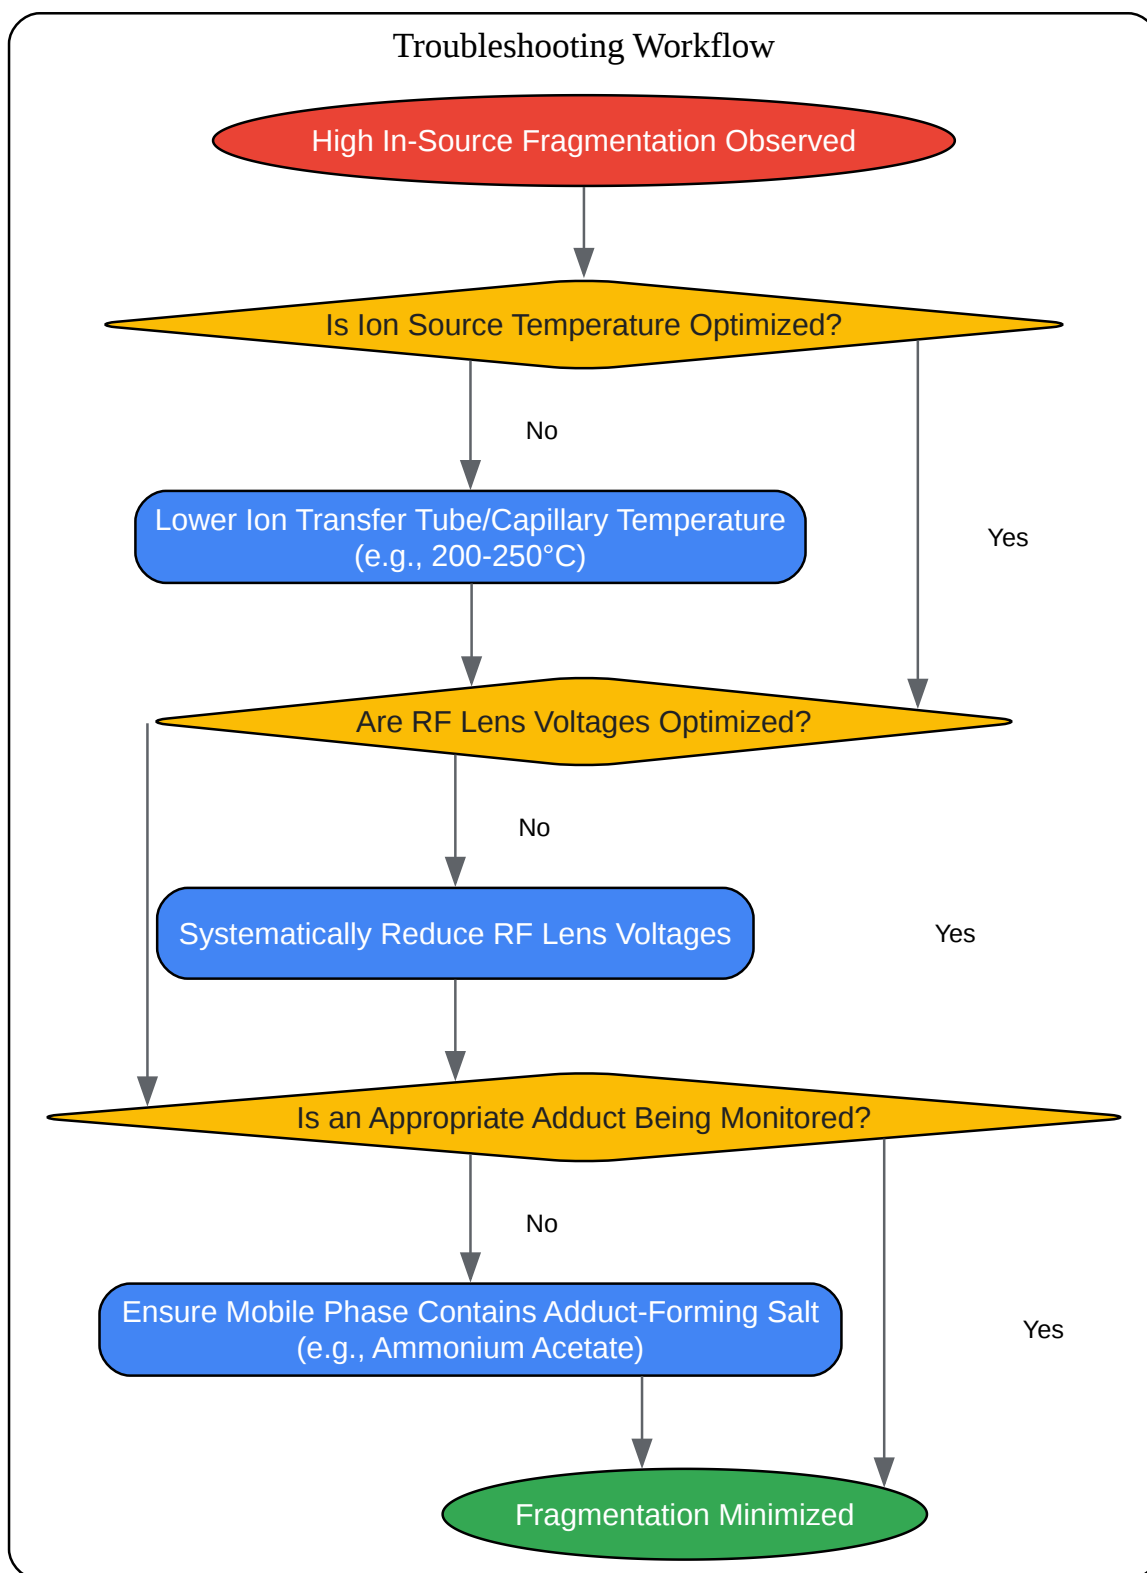 Troubleshooting Workflow
High In-Source Fragmentation Observed
Is Ion Source Temperature Optimized?
No
Lower Ion Transfer Tube/Capillary Temperature
(e.g., 200-250°C)
Yes
Are RF Lens Voltages Optimized?
No
Systematically Reduce RF Lens Voltages
Yes
Is an Appropriate Adduct Being Monitored?
No
Ensure Mobile Phase Contains Adduct-Forming Salt
(e.g., Ammonium Acetate)
Yes
Fragmentation Minimized